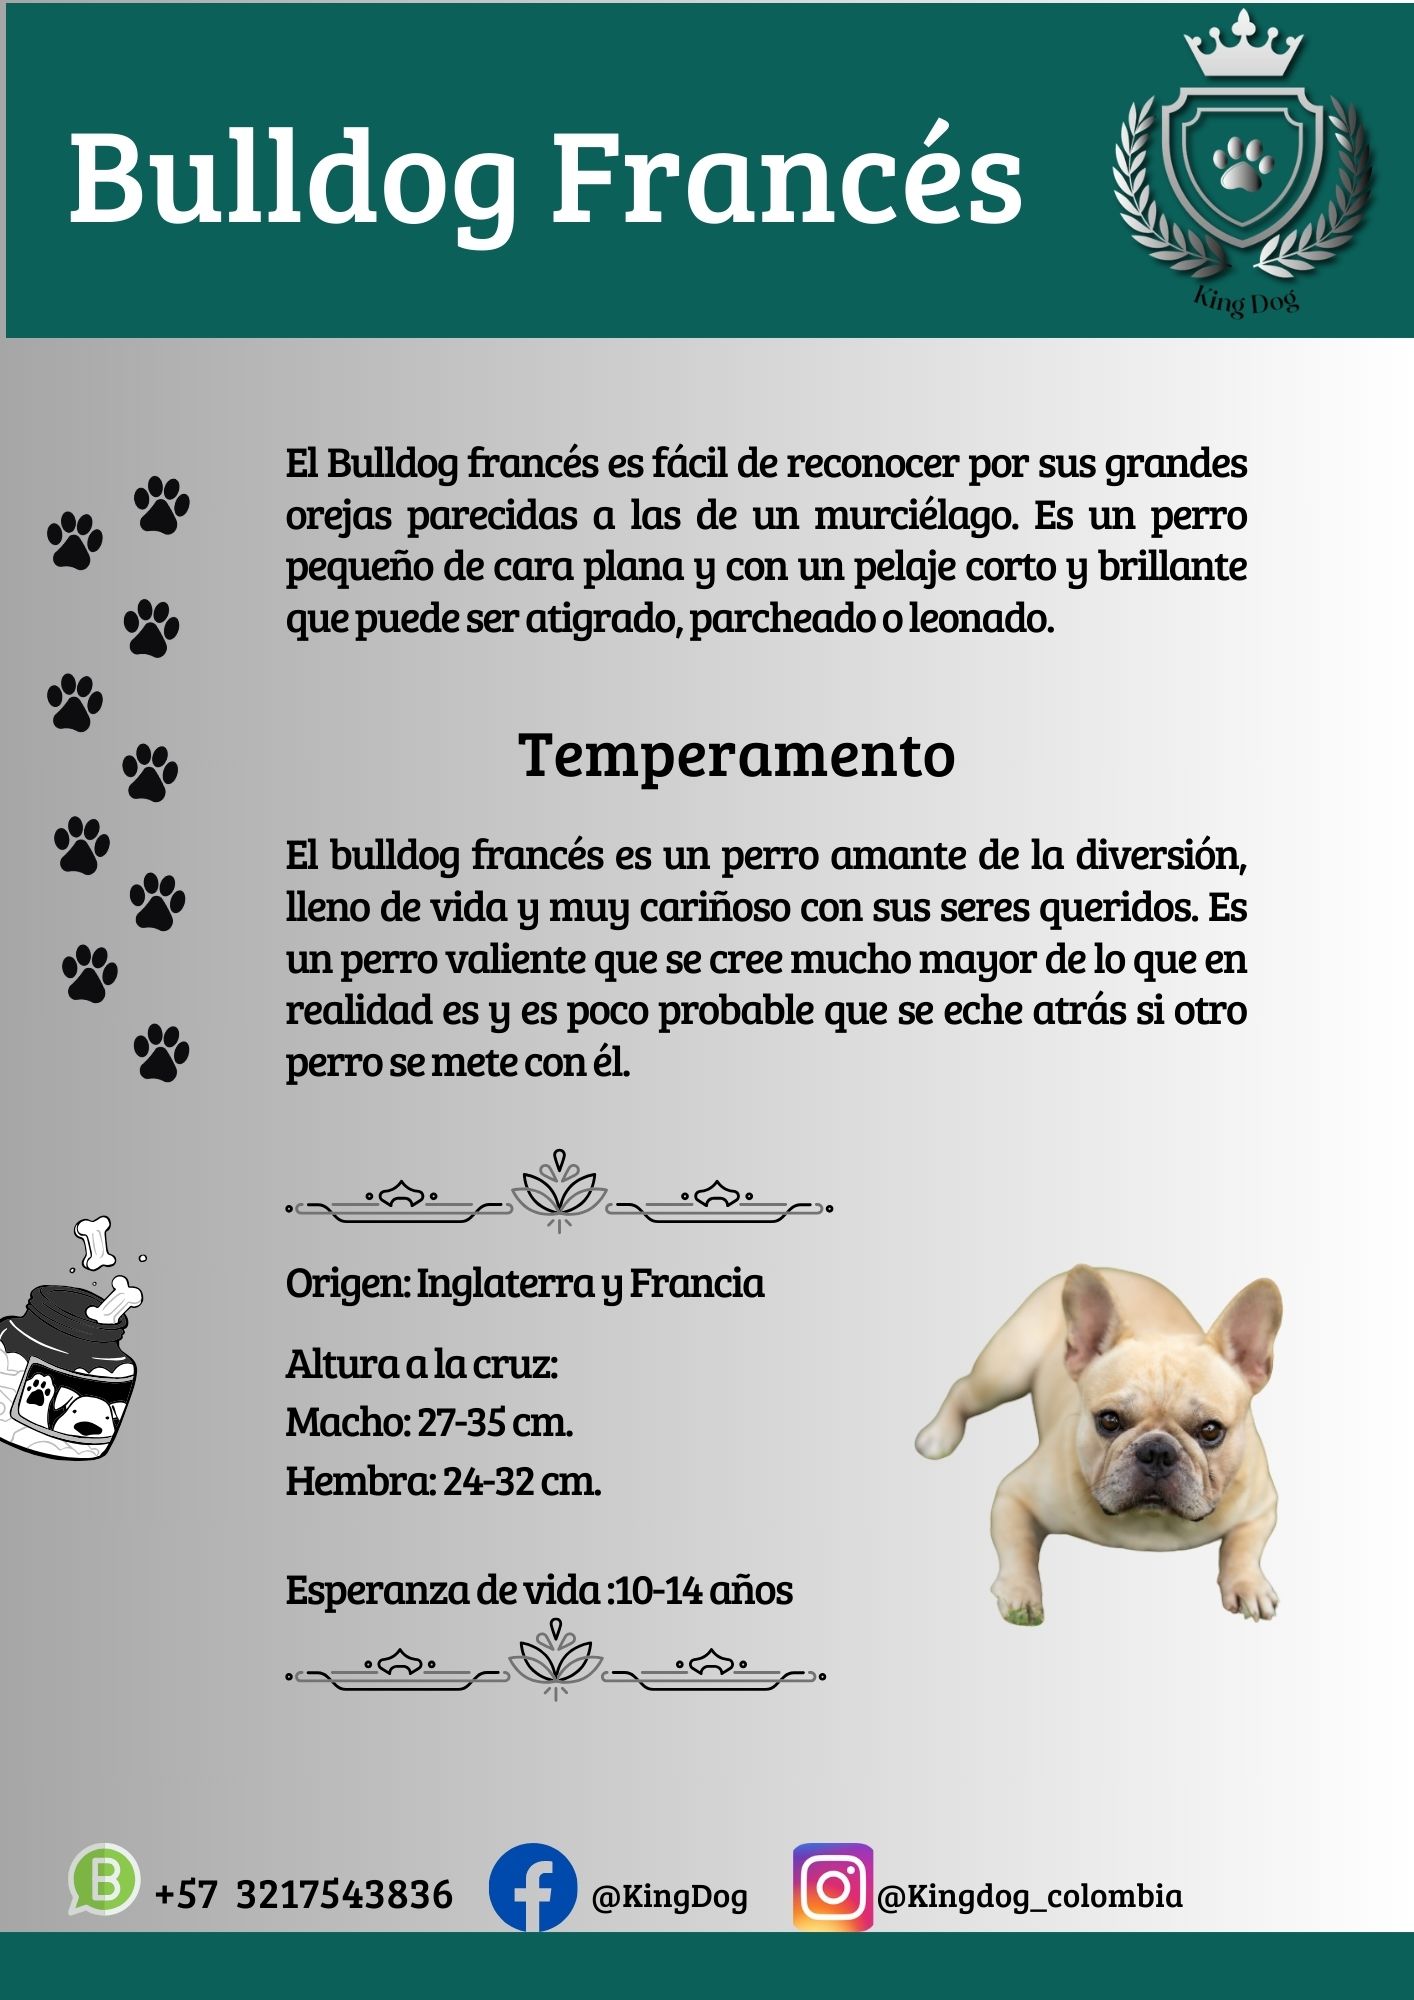 Bulldog Francés
King Dog
El Bulldog francés es fácil de reconocer por sus grandes
orejas parecidas a las de un murciélago. Es un perro
pequeño de cara plana y con un pelaje corto y brillante
que puede ser atigrado, parcheado o leonado.
Temperamento
El bulldog francés es un perro amante de la diversión,
lleno de vida y muy cariñoso con sus seres queridos. Es
un perro valiente que se cree mucho mayor de lo que en
realidad es y es poco probable que se eche atrás si otro
perro se mete con él.
Origen: Inglaterra y Francia
Altura a la cruz:
Macho: 27-35 cm.
Hembra: 24-32 cm.
Esperanza de vida :10-14 años
+57 3217543836 @KingDog @Kingdog_colombia